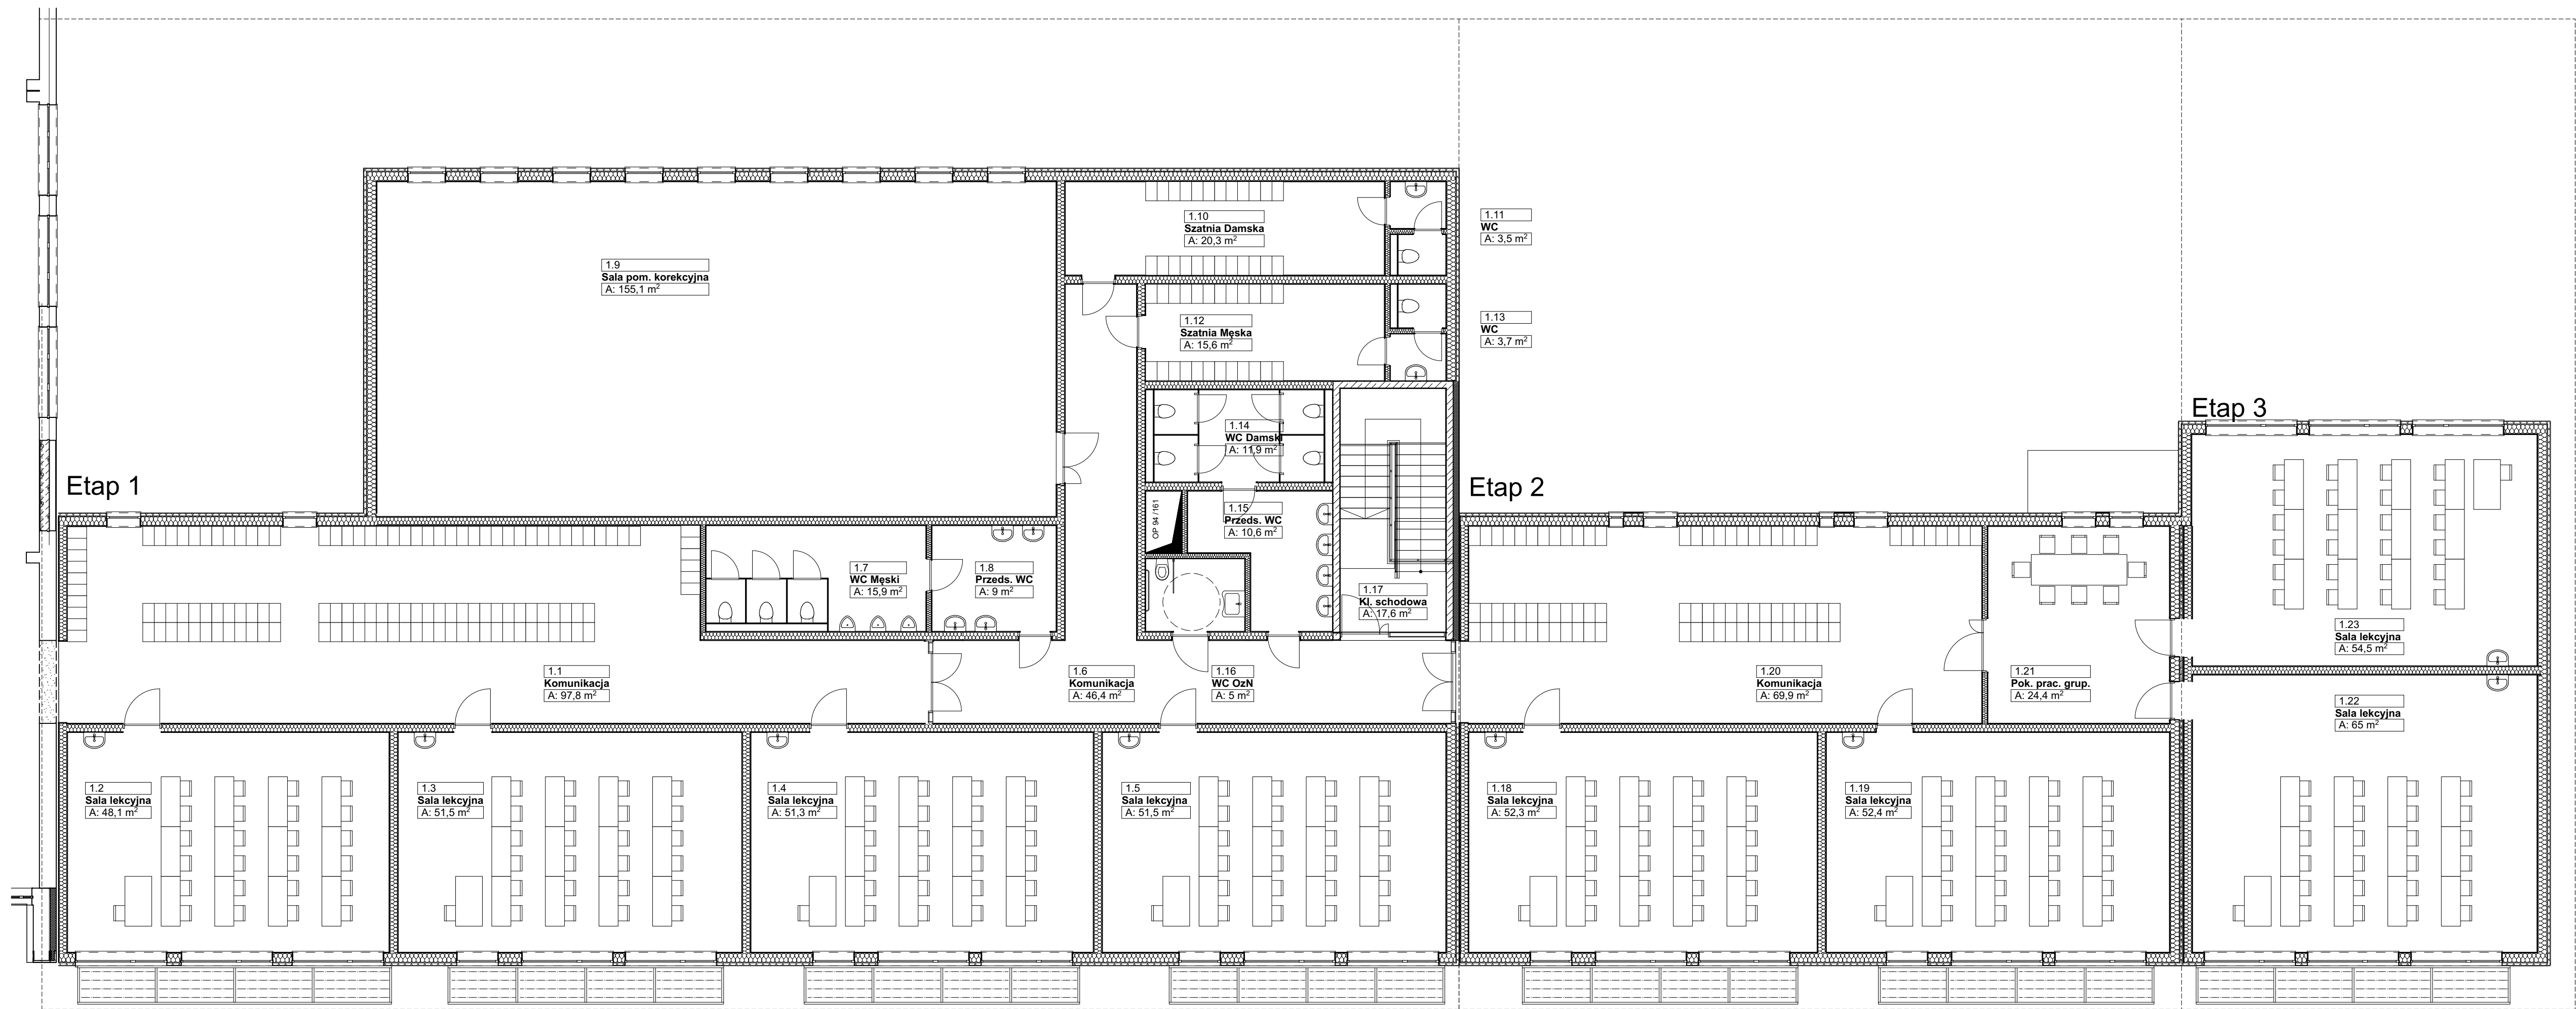 1.11
WC
A: 3,5 m²
1.10
Szatnia Damska
A: 20,3 m²
1.9
Sala pom. korekcyjna
A: 155,1 m²
1.13
WC
A: 3,7 m²
1.12
Szatnia Męska
A: 15,6 m²
Etap 3
1.14
WC Damski
A: 11,9 m²
Etap 1
Etap 2
OP 94 /161
1.15
Przeds. WC
A: 10,6 m²
1.7
WC Męski
A: 15,9 m²
1.8
Przeds. WC
A: 9 m²
1.17
Kl. schodowa
A: 17,6 m²
1.23
Sala lekcyjna
A: 54,5 m²
1.1
Komunikacja
A: 97,8 m²
1.6
Komunikacja
A: 46,4 m²
1.16
WC OzN
A: 5 m²
1.20
Komunikacja
A: 69,9 m²
1.21
Pok. prac. grup.
A: 24,4 m²
1.22
Sala lekcyjna
A: 65 m²
1.2
Sala lekcyjna
A: 48,1 m²
1.3
Sala lekcyjna
A: 51,5 m²
1.4
Sala lekcyjna
A: 51,3 m²
1.5
Sala lekcyjna
A: 51,5 m²
1.18
Sala lekcyjna
A: 52,3 m²
1.19
Sala lekcyjna
A: 52,4 m²